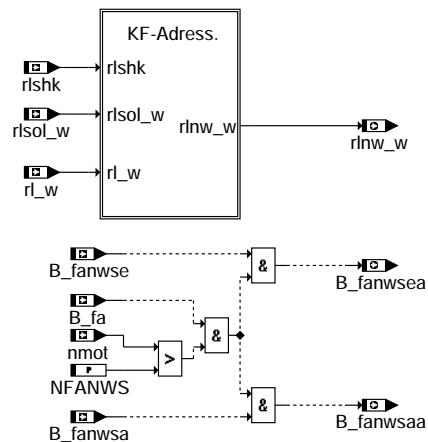 KF-Adress.
rlshk
rlshk
rlsol_w
rlsol_w
rlnw_w
rlnw_w
rl_w
rl_w
B_fanwse
&
B_fanwsea
B_fa
&
nmot
>
P
NFANWS
&
B_fanwsa
B_fanwsaa